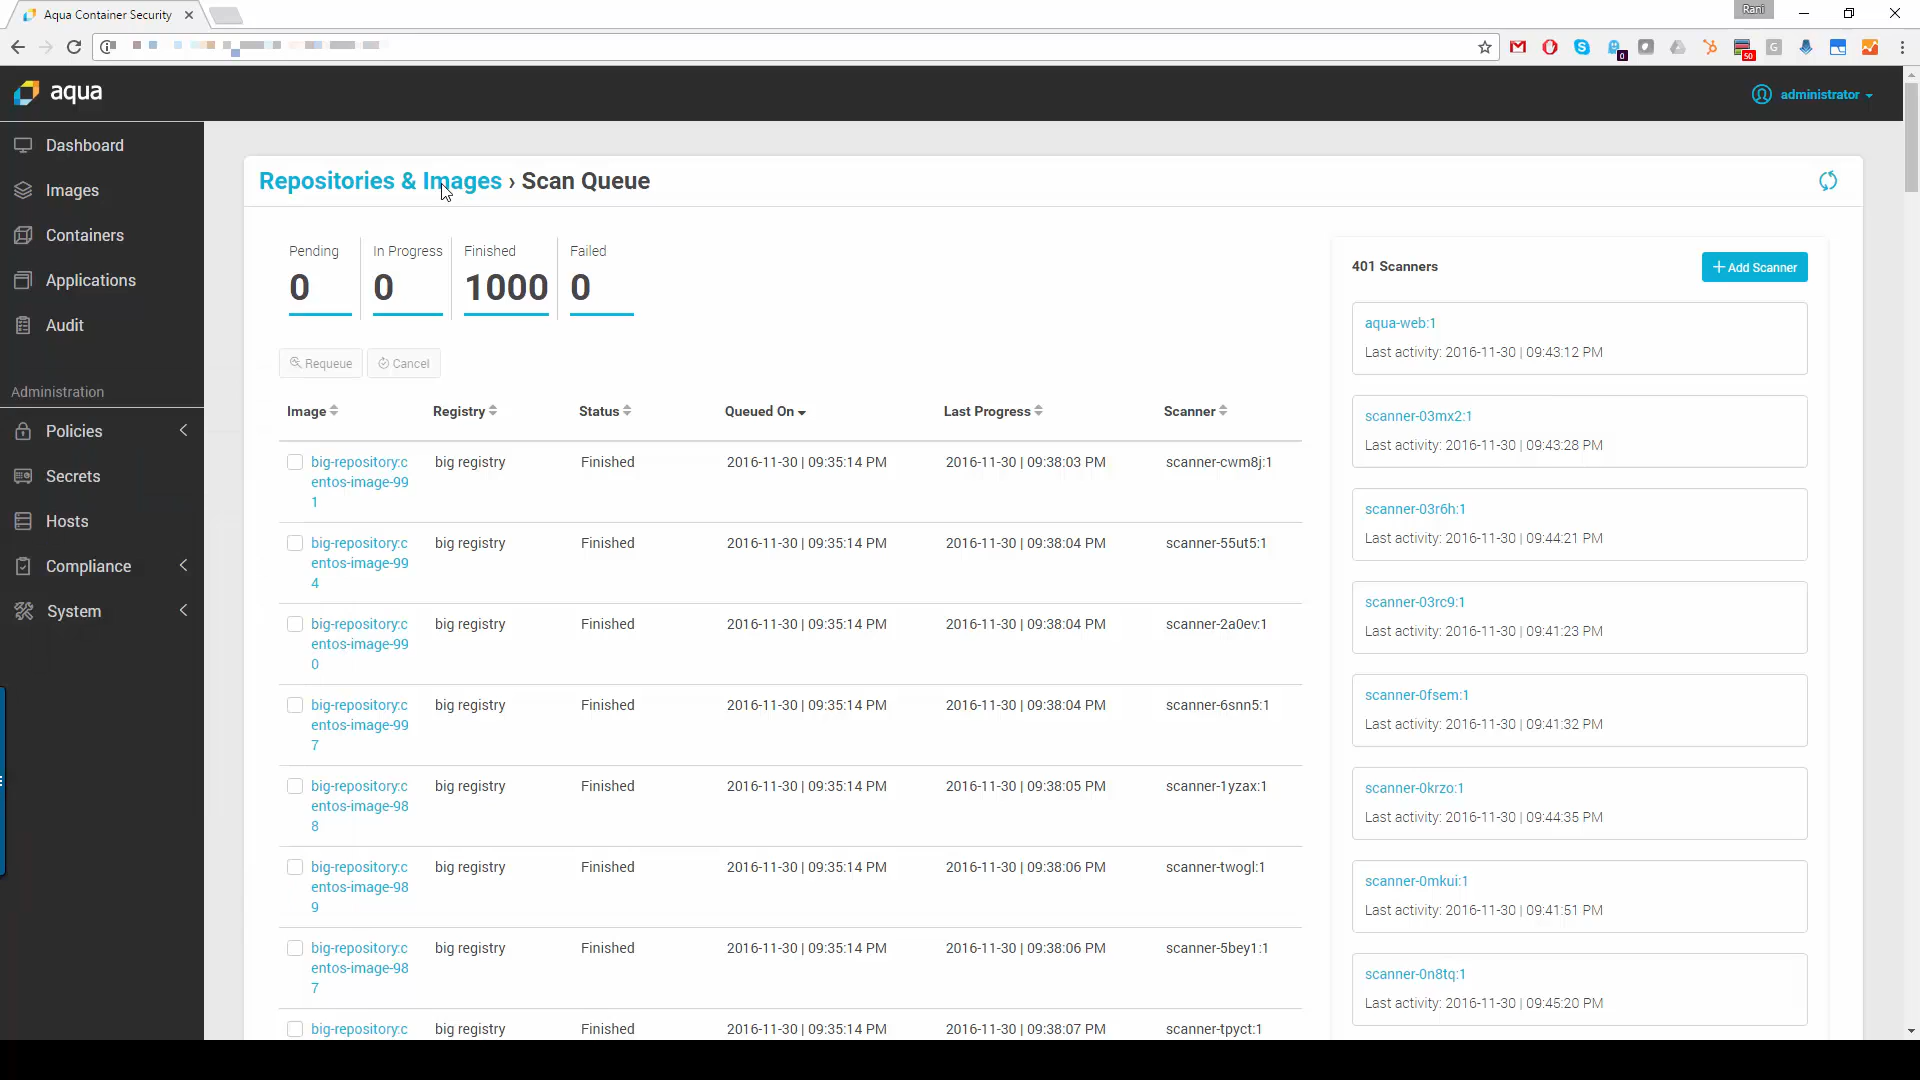 Aqua Container Security
Rani
0
50
G
aqua
administrator
Dashboard
Images
Containers
Applications
Audit
Administration
Policies
Secrets
Hosts
Compliance
System
Repositories & Images › Scan Queue
Pending
0
In Progress
0
Finished
1000
Failed
0
Requeue
Cancel
Image
Registry
Status
Queued On
Last Progress
Scanner
big-repository:c
entos-image-99
1
big registry
Finished
2016-11-30 | 09:35:14 PM
2016-11-30 | 09:38:03 PM
scanner-cwm8j:1
big-repository:c
entos-image-99
4
big registry
Finished
2016-11-30 | 09:35:14 PM
2016-11-30 | 09:38:04 PM
scanner-55ut5:1
big-repository:c
entos-image-99
0
big registry
Finished
2016-11-30 | 09:35:14 PM
2016-11-30 | 09:38:04 PM
scanner-2a0ev:1
big-repository:c
entos-image-99
7
big registry
Finished
2016-11-30 | 09:35:14 PM
2016-11-30 | 09:38:04 PM
scanner-6snn5:1
big-repository:c
entos-image-98
8
big registry
Finished
2016-11-30 | 09:35:14 PM
2016-11-30 | 09:38:05 PM
scanner-1yzax:1
big-repository:c
entos-image-98
9
big registry
Finished
2016-11-30 | 09:35:14 PM
2016-11-30 | 09:38:06 PM
scanner-twogl:1
big-repository:c
entos-image-98
7
big registry
Finished
2016-11-30 | 09:35:14 PM
2016-11-30 | 09:38:06 PM
scanner-5bey1:1
big-repository:c
big registry
Finished
2016-11-30 | 09:35:14 PM
2016-11-30 | 09:38:07 PM
scanner-tpyct:1
401 Scanners
+ Add Scanner
aqua-web:1
Last activity: 2016-11-30 | 09:43:12 PM
scanner-03mx2:1
Last activity: 2016-11-30 | 09:43:28 PM
scanner-03r6h:1
Last activity: 2016-11-30 | 09:44:21 PM
scanner-03rc9:1
Last activity: 2016-11-30 | 09:41:23 PM
scanner-0fsem:1
Last activity: 2016-11-30 | 09:41:32 PM
scanner-0krzo:1
Last activity: 2016-11-30 | 09:44:35 PM
scanner-0mkui:1
Last activity: 2016-11-30 | 09:41:51 PM
scanner-0n8tq:1
Last activity: 2016-11-30 | 09:45:20 PM